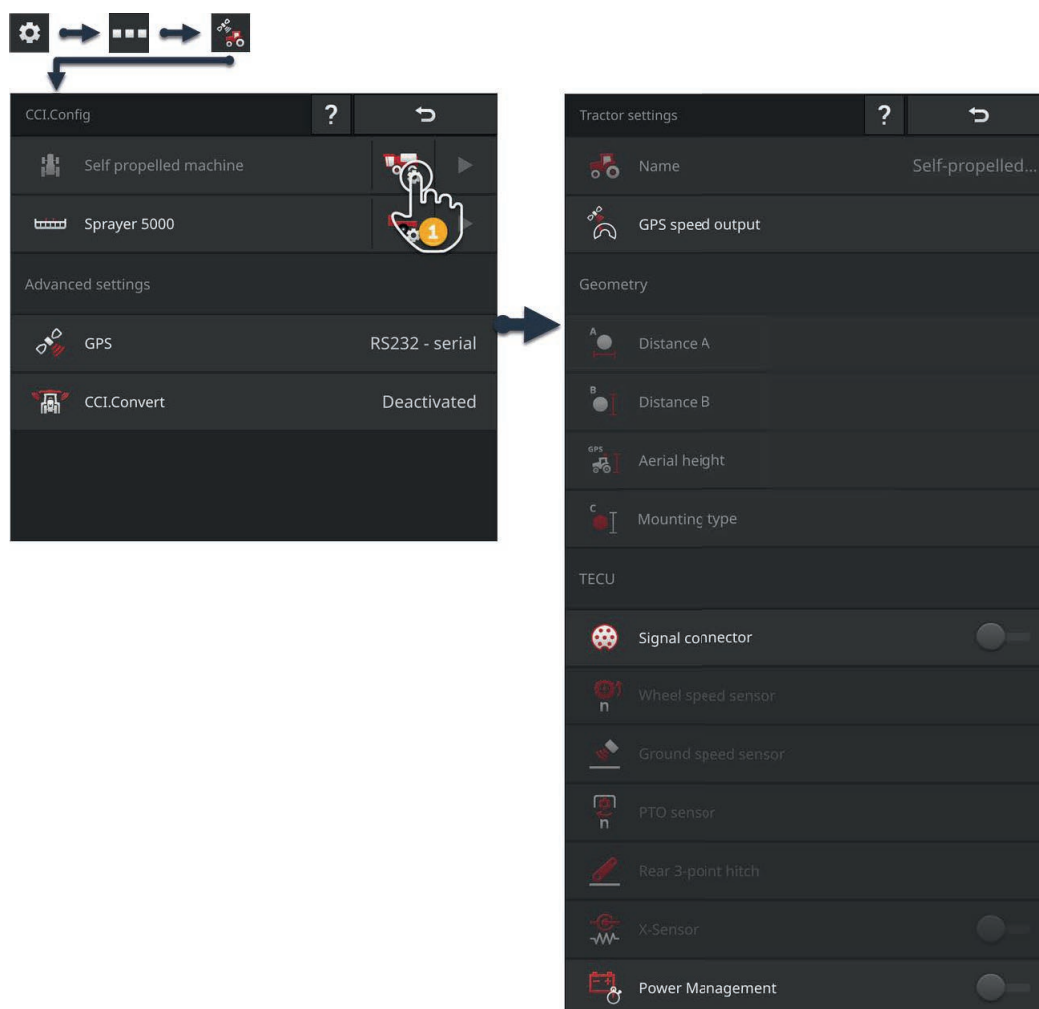 CCI.Config
?
Self propelled machine
1
Sprayer 5000
Advanced settings
GPS RS232 - serial
CCI.Convert Deactivated
Tractor settings
?
Name Self-propelled...
GPS speed output
Geometry
A
Distance A
B
Distance B
GPS
Aerial height
C
Mounting type
TECU
Signal connector
n
Wheel speed sensor
Ground speed sensor
n
PTO sensor
Rear 3-point hitch
X-Sensor
Power Management